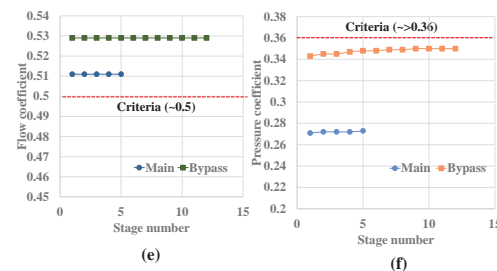 0.54
0.53
0.52
0.51
0.5
0.49
0.48
0.47
0.46
0.45
Flow coefficient
Criteria (~0.5)
Main Bypass
0 5 10 15
Stage number
(e)
0.38
0.36
0.34
0.32
0.3
0.28
0.26
0.24
0.22
0.2
Pressure coefficient
Criteria (~>0.36)
Main Bypass
0 5 10 15
Stage number
(f)